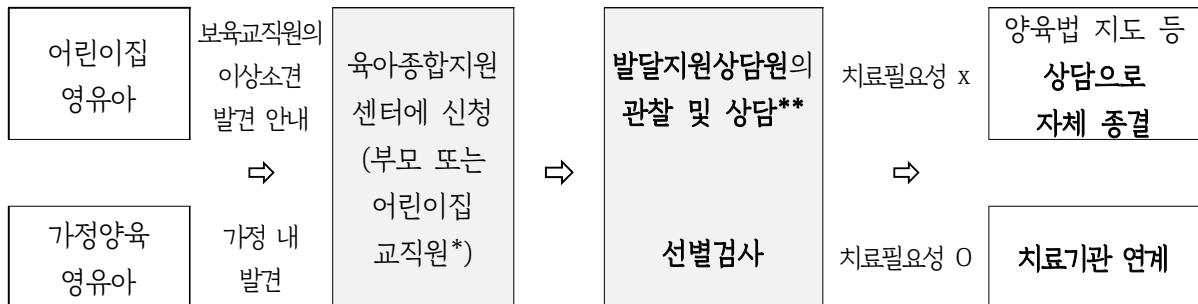 어린이집
영유아
보육교직원의
이상소견
발견 안내
⇨
가정양육
영유아
가정 내
발견
육아종합지원
센터에 신청
(부모 또는
어린이집
교직원*)
⇨
발달지원상담원의
관찰 및 상담**
선별검사
치료필요성 x
⇨
치료필요성 O
양육법 지도 등
상담으로
자체 종결
치료기관 연계